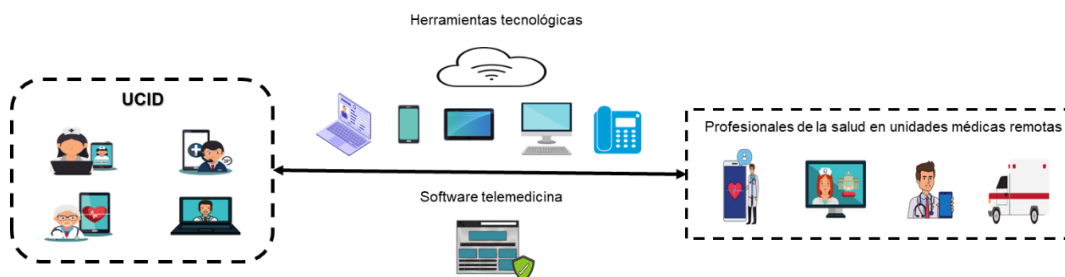 Herramientas tecnológicas
UCID
Profesionales de la salud en unidades médicas remotas
Software telemedicina